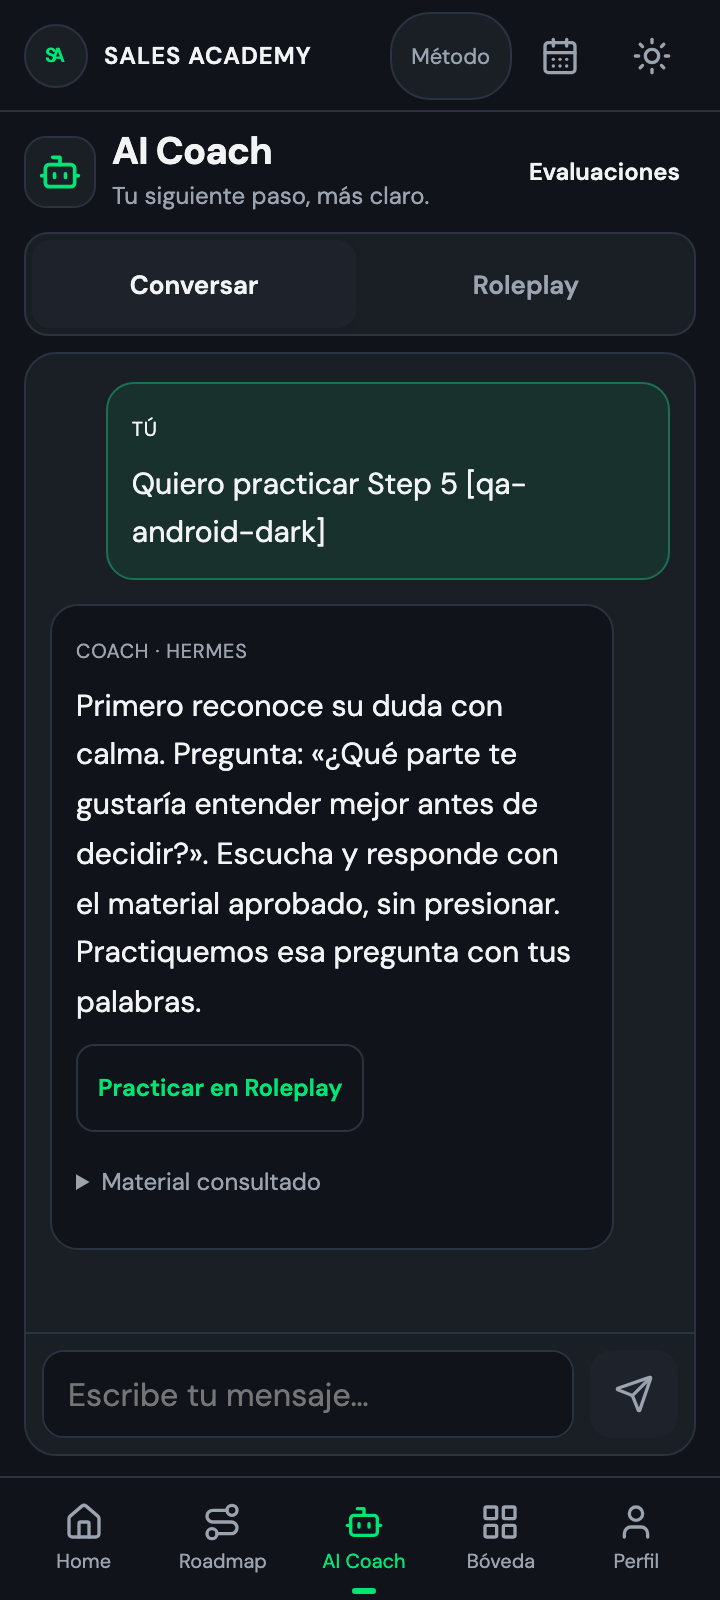 SA
SALES ACADEMY
Método
AI Coach
Tu siguiente paso, más claro.
Evaluaciones
Conversar
Roleplay
TÚ
Quiero practicar Step 5 [qa-
android-dark]
COACH · HERMES
Primero reconoce su duda con
calma. Pregunta: «¿Qué parte te
gustaría entender mejor antes de
decidir?». Escucha y responde con
el material aprobado, sin presionar.
Practiquemos esa pregunta con tus
palabras.
Practicar en Roleplay
Material consultado
Escribe tu mensaje...
Home
Roadmap
AI Coach
Bóveda
Perfil